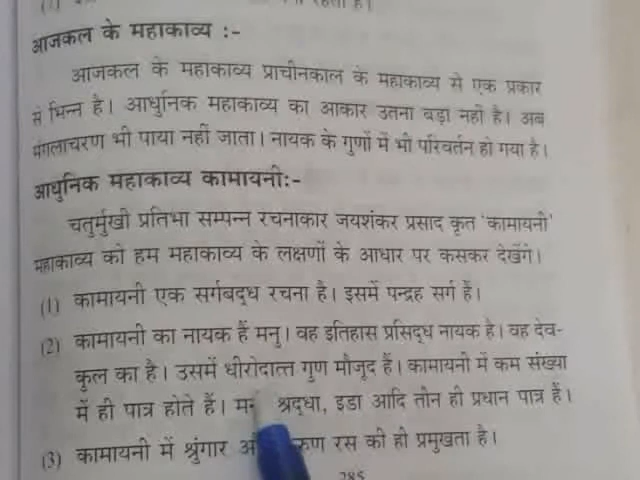 आजकल के महाकाव्य :-
आजकल के महाकाव्य प्राचीनकाल के महाकाव्य से एक प्रकार
से भिन्न है। आधुनिक महाकाव्य का आकार उतना बड़ा नहीं है। अब
मंगलाचरण भी पाया नहीं जाता। नायक के गुणों में भी परिवर्तन हो गया है।
आधुनिक महाकाव्य कामायनी:-
चतुर्मुखी प्रतिभा सम्पन्न रचनाकार जयशंकर प्रसाद कृत 'कामायनी'
महाकाव्य को हम महाकाव्य के लक्षणों के आधार पर कसकर देखेंगे।
(1) कामायनी एक सर्गबद्ध रचना है। इसमें पन्द्रह सर्ग हैं।
(2) कामायनी का नायक हैं मनु। वह इतिहास प्रसिद्ध नायक है। वह देव-
कुल का है। उसमें धीरोदात्त गुण मौजूद हैं। कामायनी में कम संख्या
में ही पात्र होते हैं। श्रद्धा, इडा आदि तीन ही प्रधान पात्र हैं।
(3) कामायनी में श्रुंगार रस की ही प्रमुखता है।
285